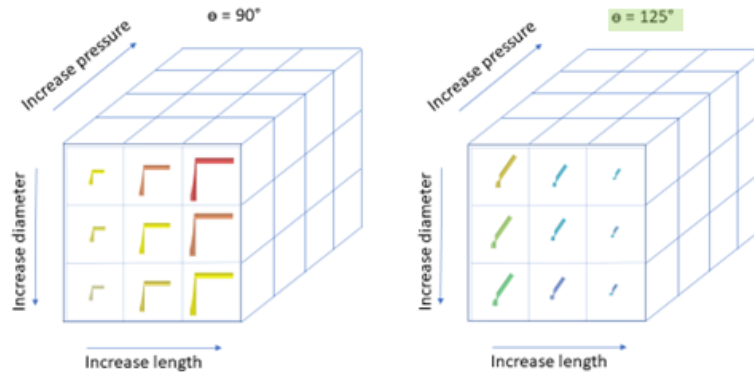 ɵ = 90°
ɵ = 125°
Increase pressure
Increase pressure
Increase diameter
Increase diameter
Increase length
Increase length